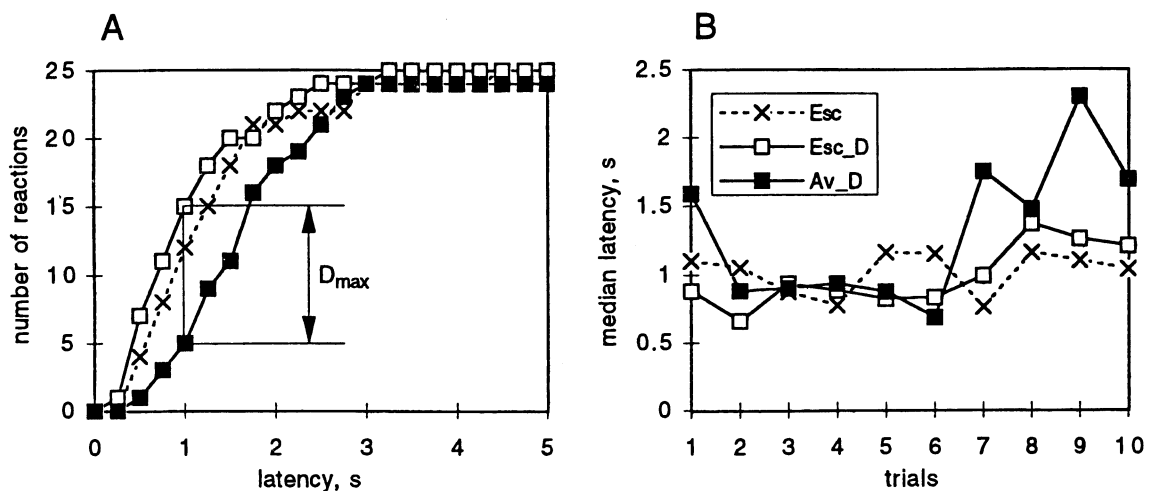 A
number of reactions
25
20
15
10
5
0
D max
0 1 2 3 4 5
latency, s
B
median latency, s
2.5
2
1.5
1
0.5
0
Esc
Esc_D
Av_D
1 2 3 4 5 6 7 8 9 10
trials